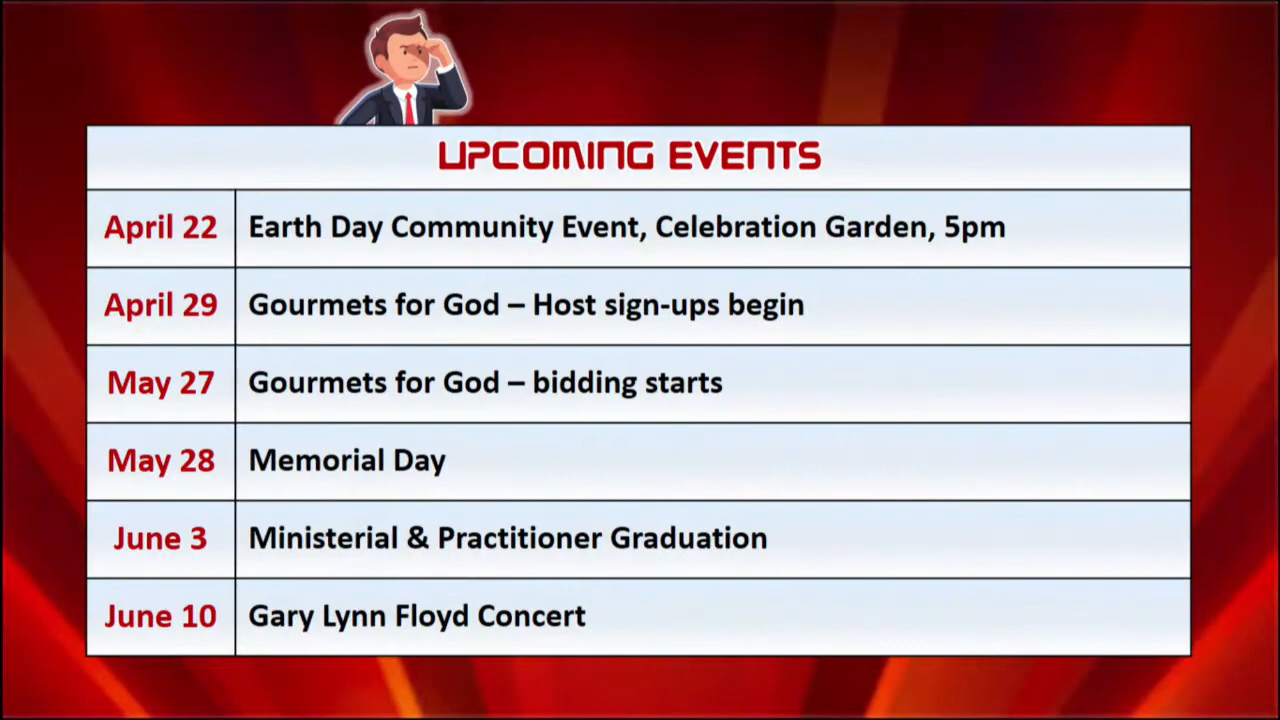 UPCOMING EVENTS
April 22 Earth Day Community Event, Celebration Garden, 5pm
April 29 Gourmets for God – Host sign-ups begin
May 27 Gourmets for God – bidding starts
May 28 Memorial Day
June 3 Ministerial & Practitioner Graduation
June 10 Gary Lynn Floyd Concert